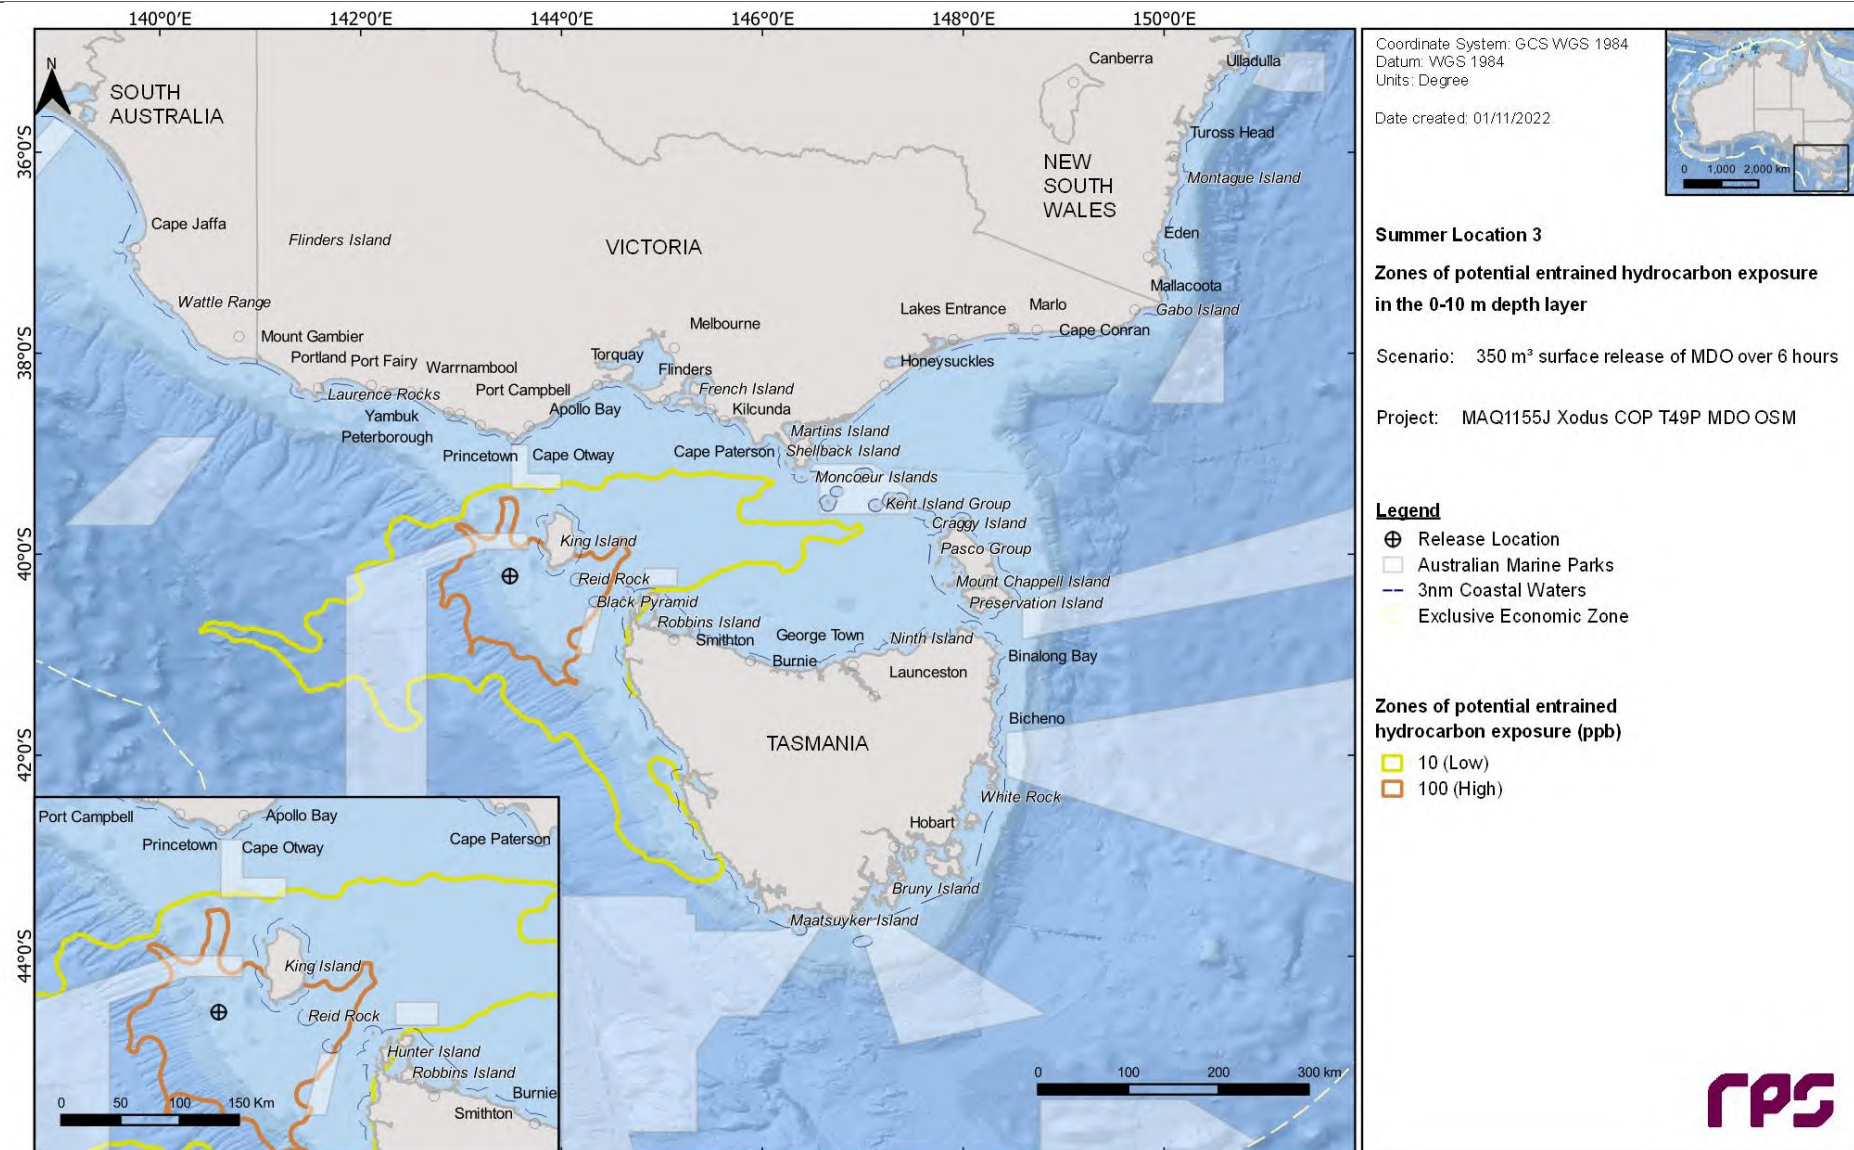 140°0'E
142°0'E
144°0'E
146°0'E
148°0'E
150°0'E
36°0'S
38°0'S
40°0'S
42°0'S
44°0'S
N
SOUTH
AUSTRALIA
Canberra
Ulladulla
Tuross Head
NEW
SOUTH
WALES
Montague Island
Cape Jaffa
Flinders Island
VICTORIA
Eden
Wattle Range
Mallacoota
Lakes Entrance
Marlo
Gabo Island
Melbourne
Cape Conran
Mount Gambier
Portland
Port Fairy
Warrnambool
Torquay
Flinders
Honeysuckles
Laurence Rocks
Port Campbell
French Island
Yambuk
Apollo Bay
Kilcunda
Peterborough
Martins Island
Princetown
Cape Otway
Cape Paterson
Shellback Island
Moncoeur Islands
Kent Island Group
Craggy Island
King Island
Pasco Group
Reid Rock
Mount Chappell Island
Black Pyramid
Preservation Island
Robbins Island
Smithton
George Town
Ninth Island
Burnie
Binalong Bay
Launceston
Bicheno
TASMANIA
White Rock
Hobart
Bruny Island
Maatsuyker Island
0
100
200
300 km
Port Campbell
Apollo Bay
Princetown
Cape Otway
Cape Paterson
King Island
Reid Rock
Hunter Island
Robbins Island
Burnie
Smithton
0
50
100
150 Km
Coordinate System: GCS WGS 1984
Datum: WGS 1984
Units: Degree
Date created: 01/11/2022
0
1,000
2,000 km
Summer Location 3
Zones of potential entrained hydrocarbon exposure
in the 0-10 m depth layer
Scenario: 350 m³ surface release of MDO over 6 hours
Project: MAQ1155J Xodus COP T49P MDO OSM
Legend
Release Location
Australian Marine Parks
3nm Coastal Waters
Exclusive Economic Zone
Zones of potential entrained
hydrocarbon exposure (ppb)
10 (Low)
100 (High)
rps